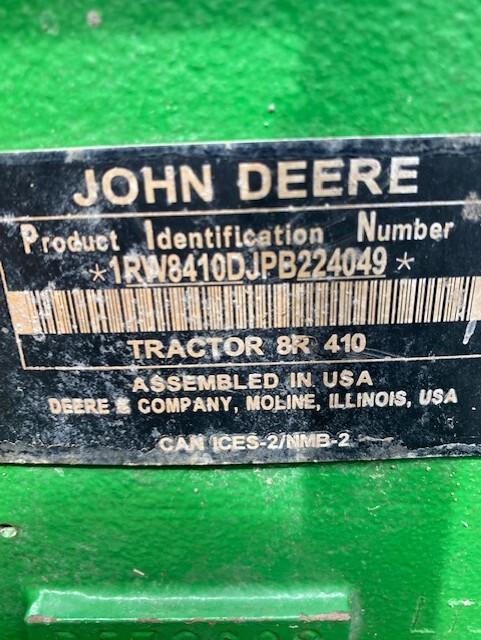 JOHN DEERE
Product Identification Number
*1RW8410DJPB224049*
TRACTOR 8R 410
ASSEMBLED IN USA
DEERE & COMPANY, MOLINE, ILLINOIS, USA
CAN ICES-2/NMB-2